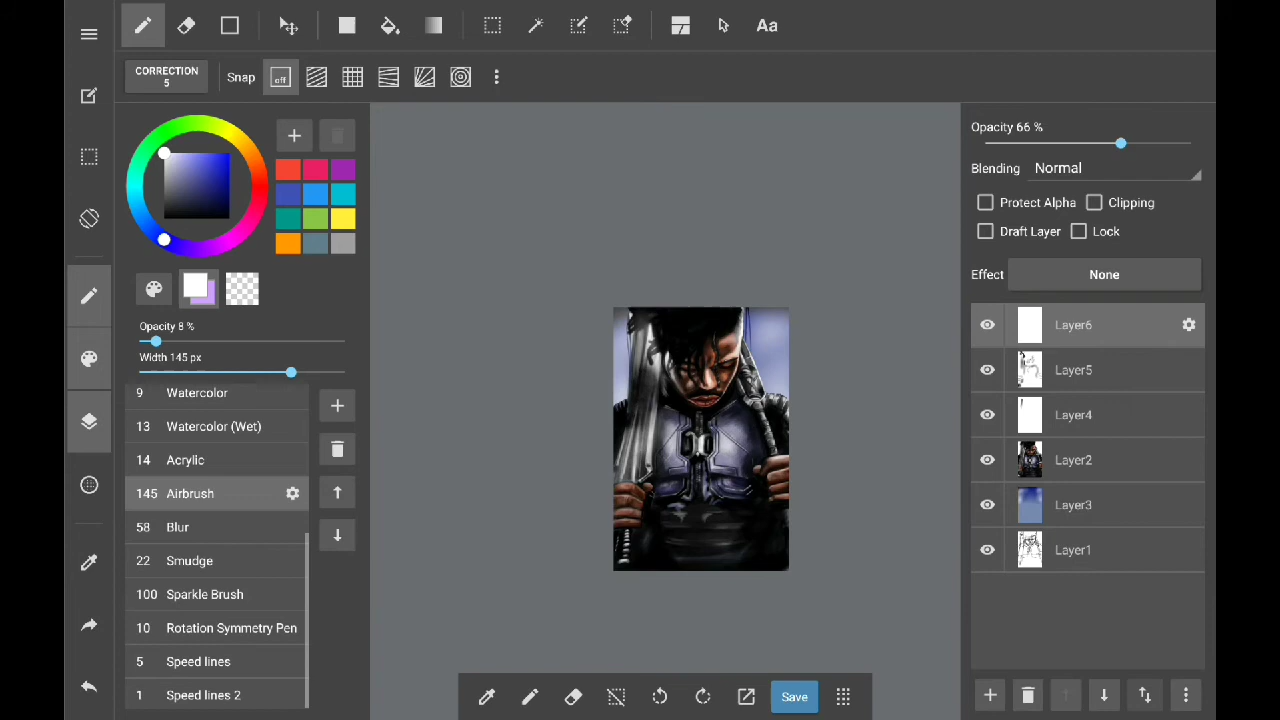 Aa
CORRECTION
5
Snap
off
Opacity 8 %
Width 145 px
9 Watercolor
13 Watercolor (Wet)
14 Acrylic
145 Airbrush
58 Blur
22 Smudge
100 Sparkle Brush
10 Rotation Symmetry Pen
5 Speed lines
1 Speed lines 2
Save
Opacity 66 %
Blending Normal
Protect Alpha Clipping
Draft Layer Lock
Effect None
Layer6
Layer5
Layer4
Layer2
Layer3
Layer1